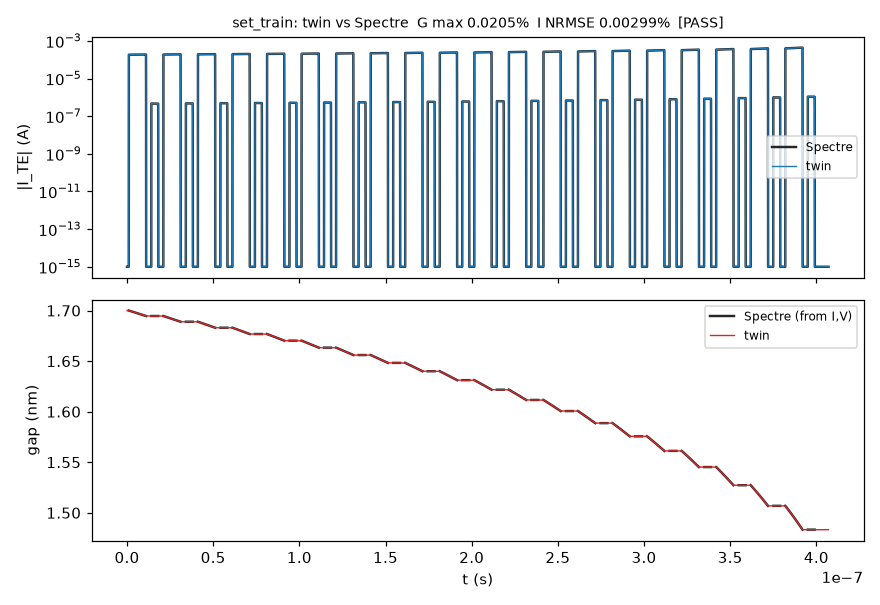 set_train: twin vs Spectre  G max 0.0205%  I NRMSE 0.00299%  [PASS]
|I_TE| (A)
10⁻³
10⁻⁵
10⁻⁷
10⁻⁹
10⁻¹¹
10⁻¹³
10⁻¹⁵
Spectre
twin
gap (nm)
1.70
1.65
1.60
1.55
1.50
Spectre (from I,V)
twin
0.0 0.5 1.0 1.5 2.0 2.5 3.0 3.5 4.0
1e−7
t (s)